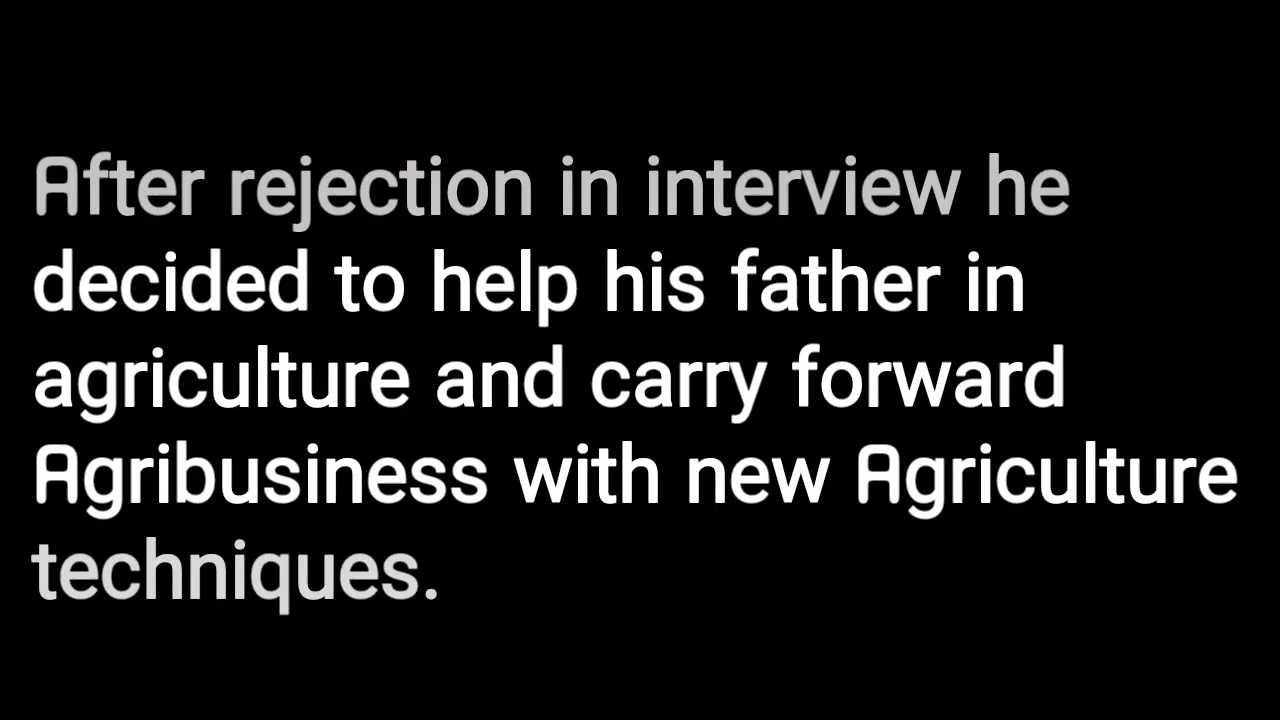 After rejection in interview he
decided to help his father in
agriculture and carry forward
Agribusiness with new Agriculture
techniques.